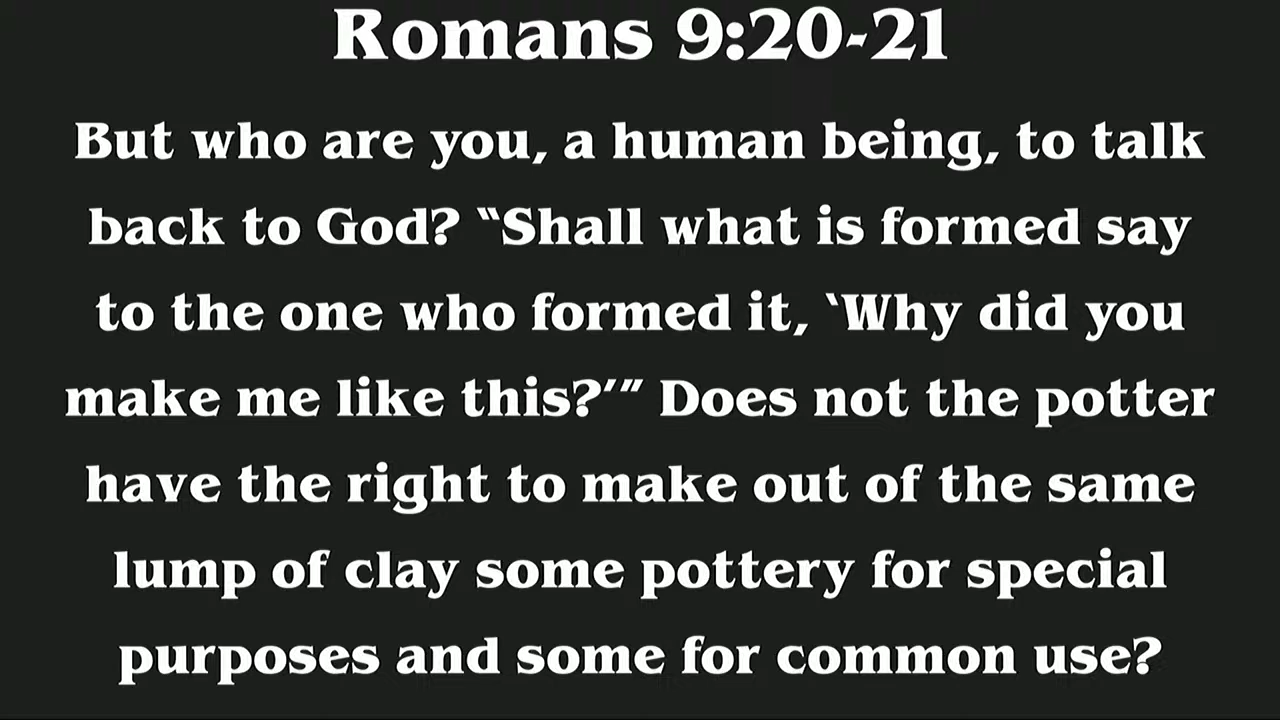 Romans 9:20-21
But who are you, a human being, to talk
back to God? “Shall what is formed say
to the one who formed it, ‘Why did you
make me like this?’” Does not the potter
have the right to make out of the same
lump of clay some pottery for special
purposes and some for common use?